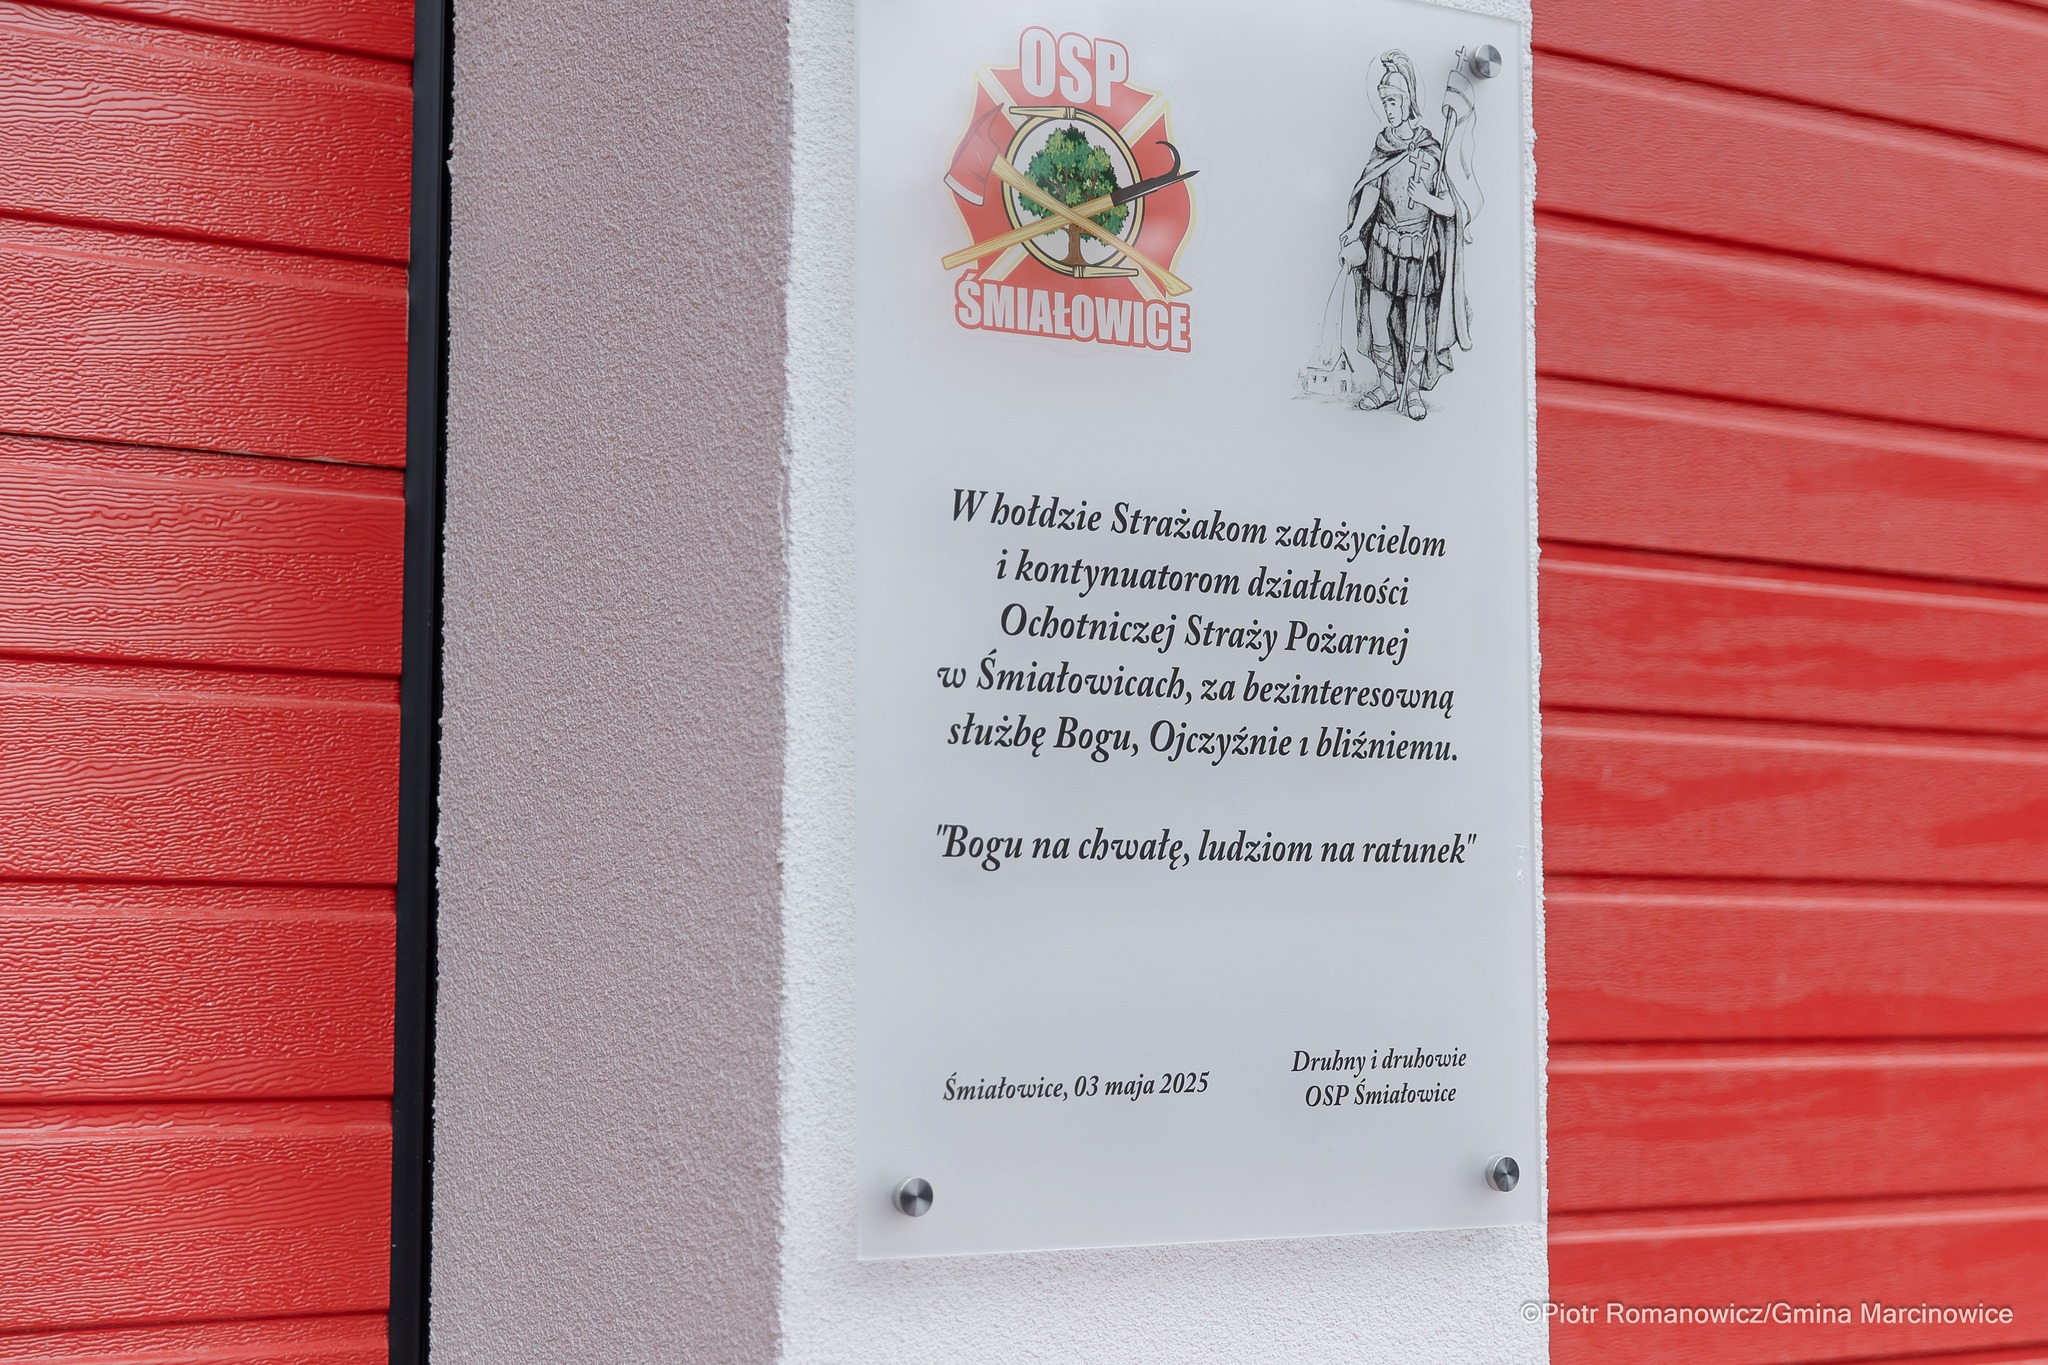 OSP
ŚMIAŁOWICE
W hołdzie Strażakom założycielom
i kontynuatorom działalności
Ochotniczej Straży Pożarnej
w Śmiałowicach, za bezinteresowną
służbę Bogu, Ojczyźnie i bliźniemu.
"Bogu na chwałę, ludziom na ratunek"
Śmiałowice, 03 maja 2025
Druhny i druhowie
OSP Śmiałowice
©Piotr Romanowicz/Gmina Marcinowice